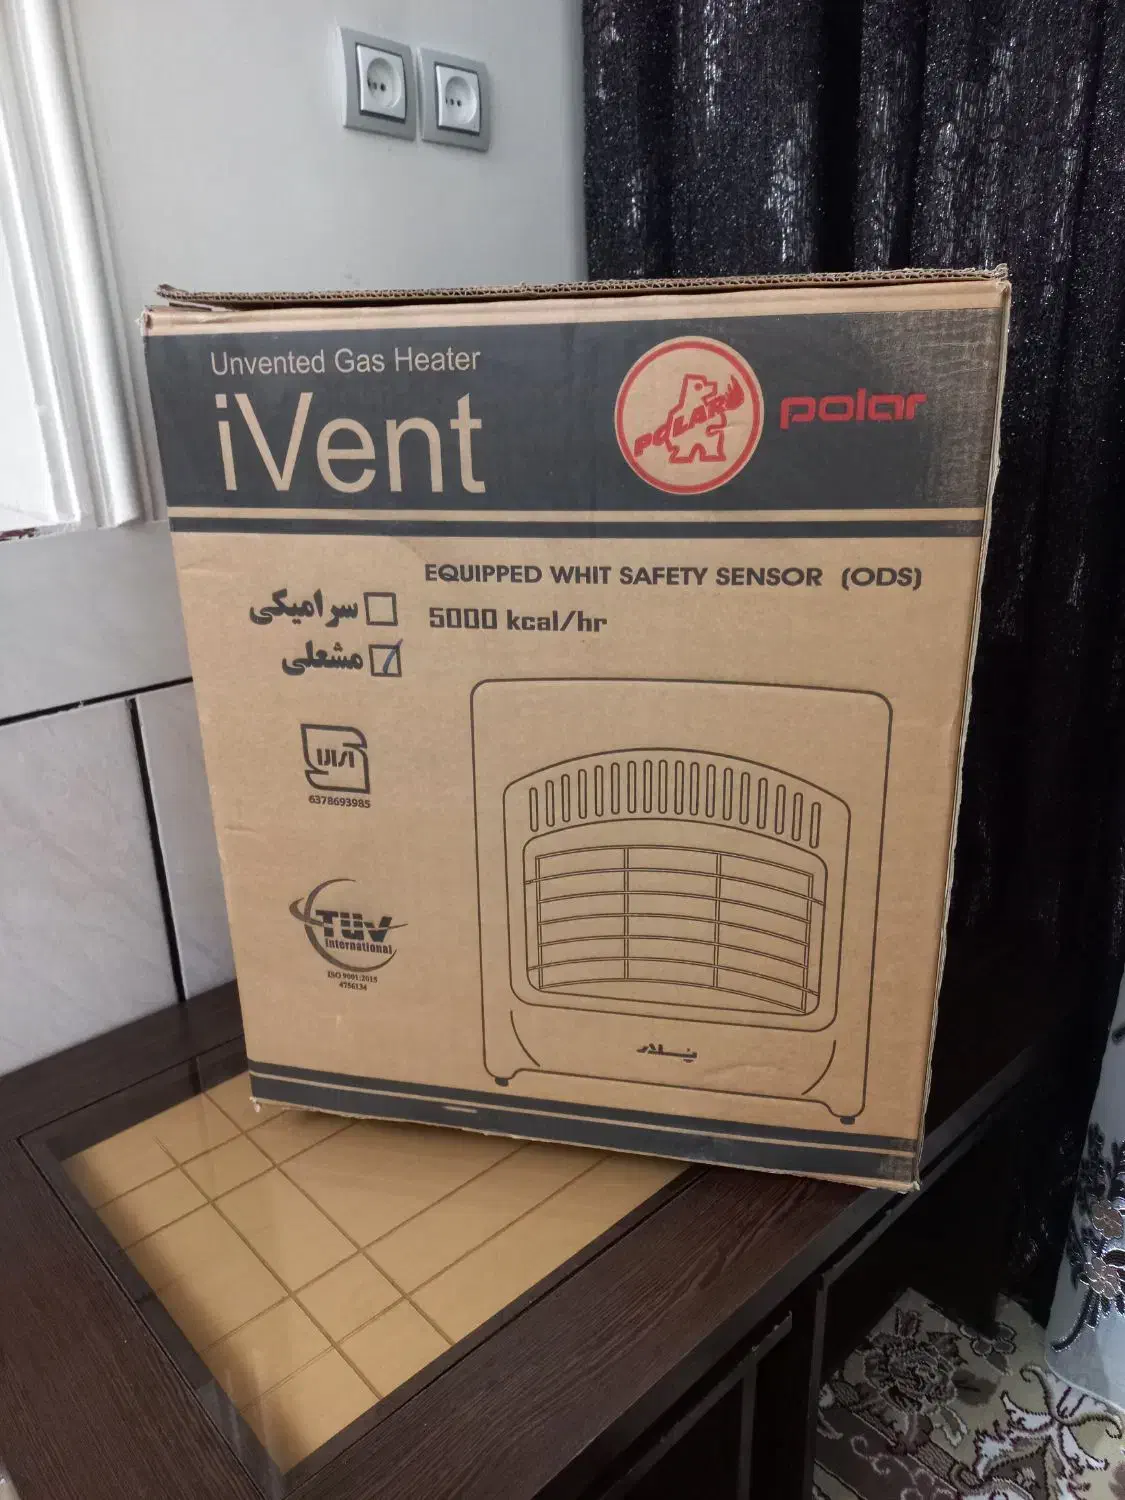 Unvented Gas Heater
iVent
POLAR
polar
EQUIPPED WHIT SAFETY SENSOR (ODS)
5000 kcal/hr
سرامیکی
مشعلی
6378693985
TUV
international
ISO 9001:2015
4756134
پلار